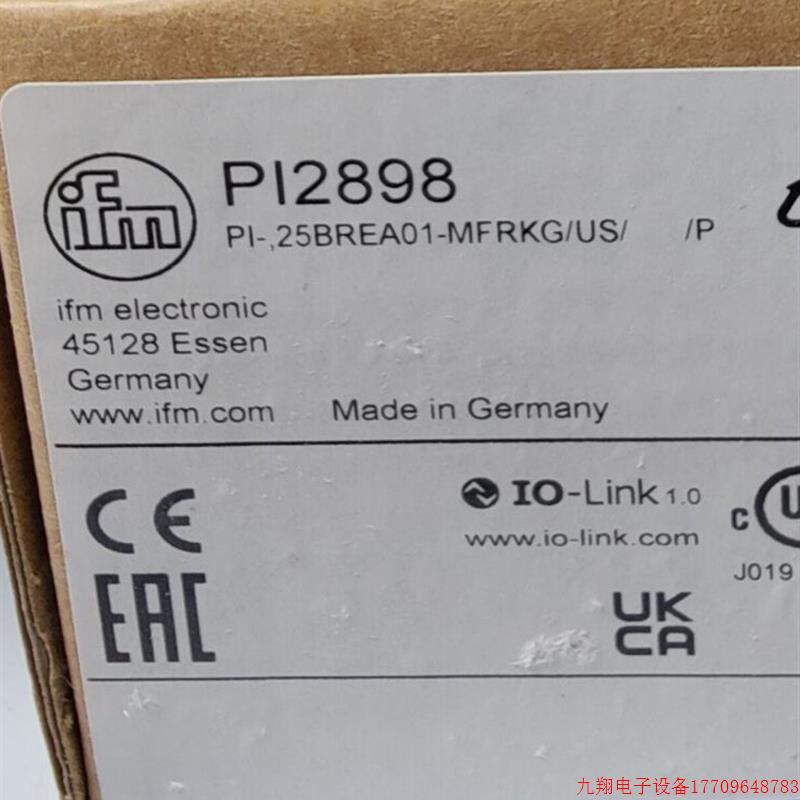 ifm
PI2898
PI-,25BREA01-MFRKG/US/ /P
ifm electronic
45128 Essen
Germany
www.ifm.com
Made in Germany
CE
IO-Link 1.0
www.io-link.com
C U
J019
EAC
UK
CA
九翔电子设备17709648783